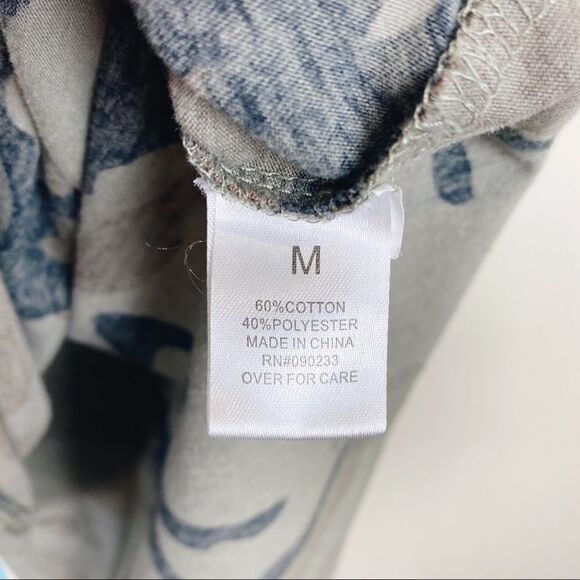 M
60%COTTON
40%POLYESTER
MADE IN CHINA
RN#090233
OVER FOR CARE